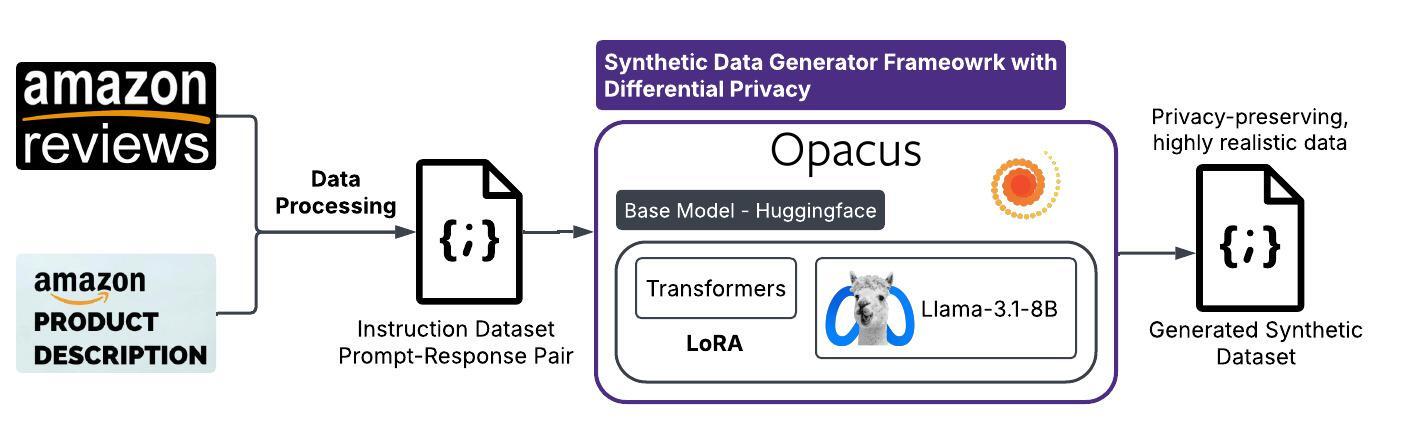 amazon
reviews
amazon
PRODUCT
DESCRIPTION
Data
Processing
{;}
Instruction Dataset
Prompt-Response Pair
Synthetic Data Generator Frameowrk with
Differential Privacy
Opacus
Base Model - Huggingface
Transformers
LoRA
Llama-3.1-8B
Privacy-preserving,
highly realistic data
{;}
Generated Synthetic
Dataset